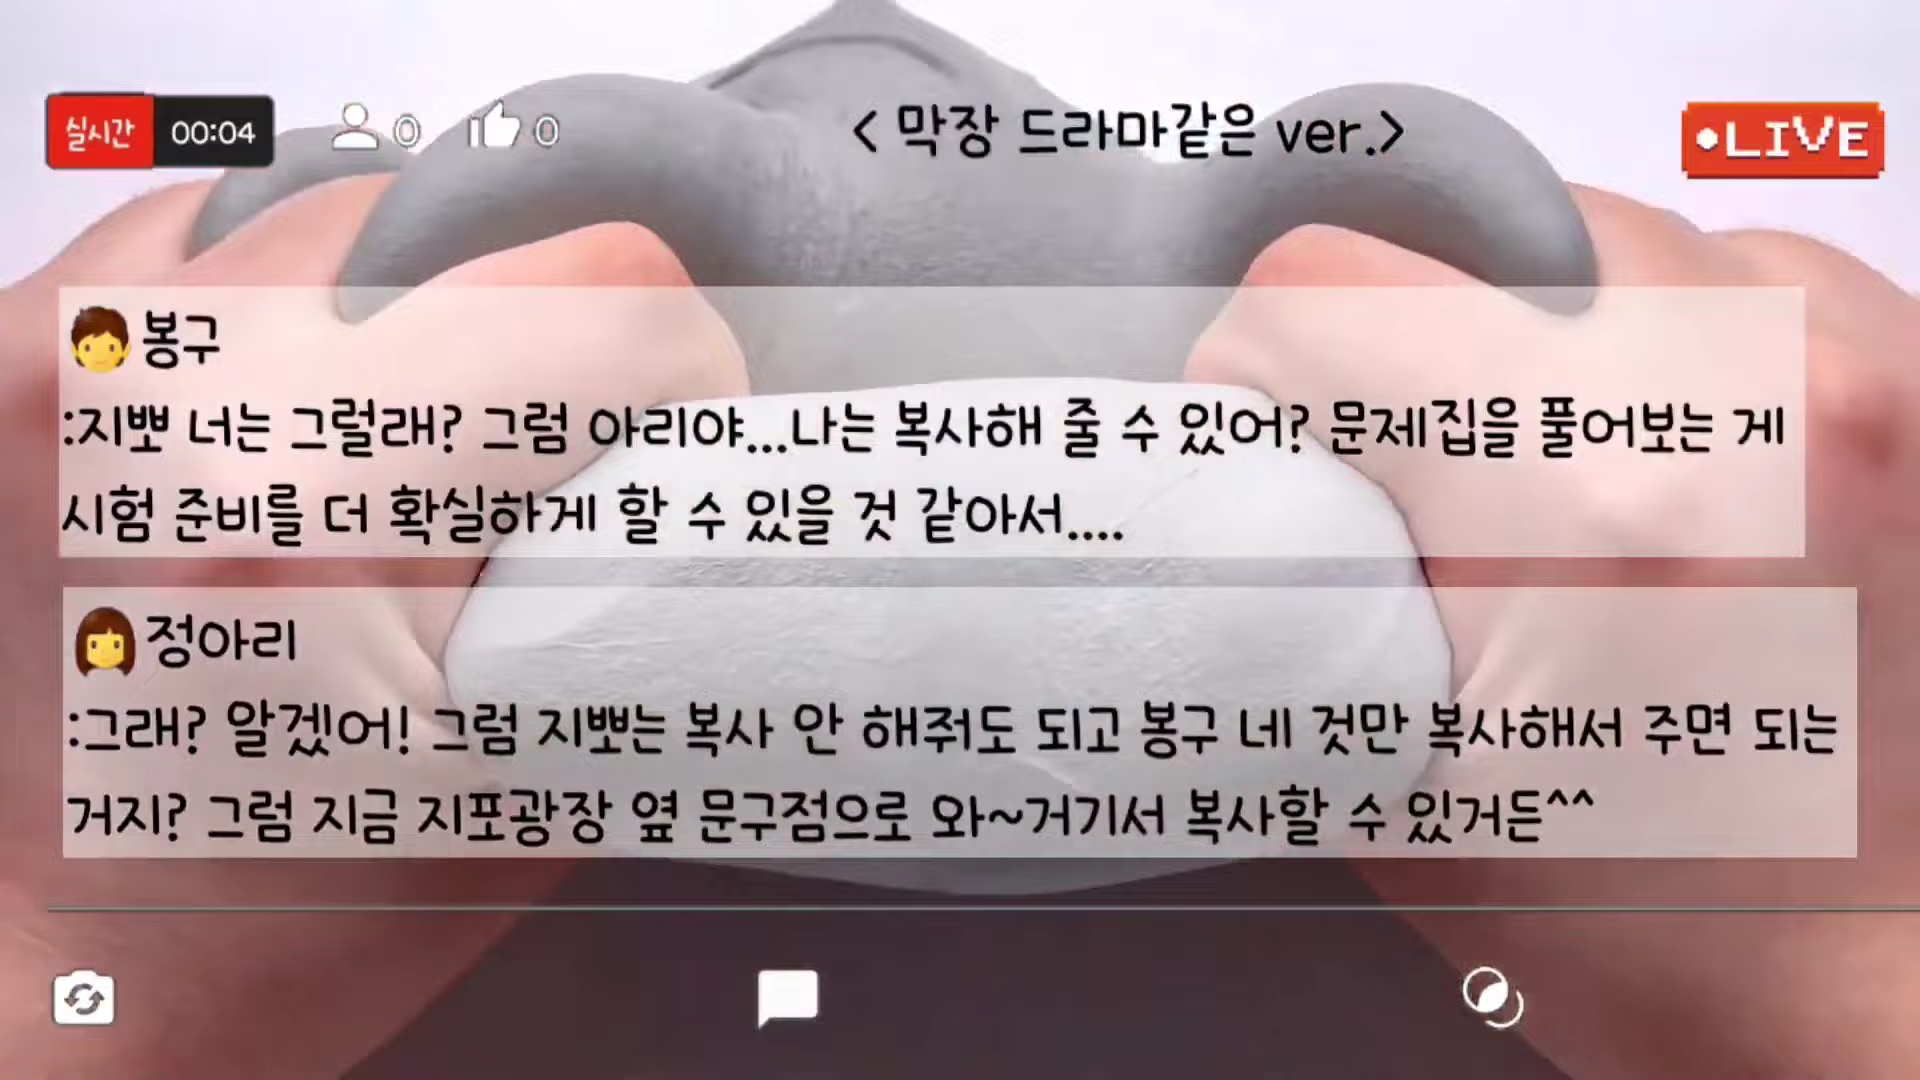 실시간 00:04 0 0 < 막장 드라마같은 ver.> •LIVE
봉구
:지뽀 너는 그럴래? 그럼 아리야...나는 복사해 줄 수 있어? 문제집을 풀어보는 게
시험 준비를 더 확실하게 할 수 있을 것 같아서....
정아리
:그래? 알겠어! 그럼 지뽀는 복사 안 해줘도 되고 봉구 네 것만 복사해서 주면 되는
거지? 그럼 지금 지포광장 옆 문구점으로 와~거기서 복사할 수 있거든^^